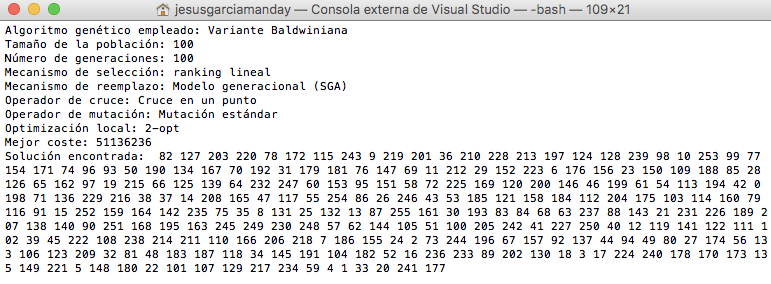 jesusgarciamanday — Consola externa de Visual Studio — -bash — 109×21
Algoritmo genético empleado: Variante Baldwiniana
Tamaño de la población: 100
Número de generaciones: 100
Mecanismo de selección: ranking lineal
Mecanismo de reemplazo: Modelo generacional (SGA)
Operador de cruce: Cruce en un punto
Operador de mutación: Mutación estándar
Optimización local: 2-opt
Mejor coste: 51136236
Solución encontrada:  82 127 203 220 78 172 115 243 9 219 201 36 210 228 213 197 124 128 239 98 10 253 99 77
154 171 74 96 93 50 190 134 167 70 192 31 179 181 76 147 69 11 212 29 152 223 6 176 156 23 150 109 188 85 28
126 65 162 97 19 215 66 125 139 64 232 247 60 153 95 151 58 72 225 169 120 200 146 46 199 61 54 113 194 42 0
198 71 136 229 216 38 37 14 208 165 47 117 55 254 86 26 246 43 53 185 121 158 184 112 204 175 103 114 160 79
116 91 15 252 159 164 142 235 75 35 8 131 25 132 13 87 255 161 30 193 83 84 68 63 237 88 143 21 231 226 189 2
07 138 140 90 251 168 195 163 245 249 230 248 57 62 144 105 51 100 205 242 41 227 250 40 12 119 141 122 111 1
02 39 45 222 108 238 214 211 110 166 206 218 7 186 155 24 2 73 244 196 67 157 92 137 44 94 49 80 27 174 56 13
3 106 123 209 32 81 48 183 187 118 34 145 191 104 182 52 16 236 233 89 202 130 18 3 17 224 240 178 170 173 13
5 149 221 5 148 180 22 101 107 129 217 234 59 4 1 33 20 241 177